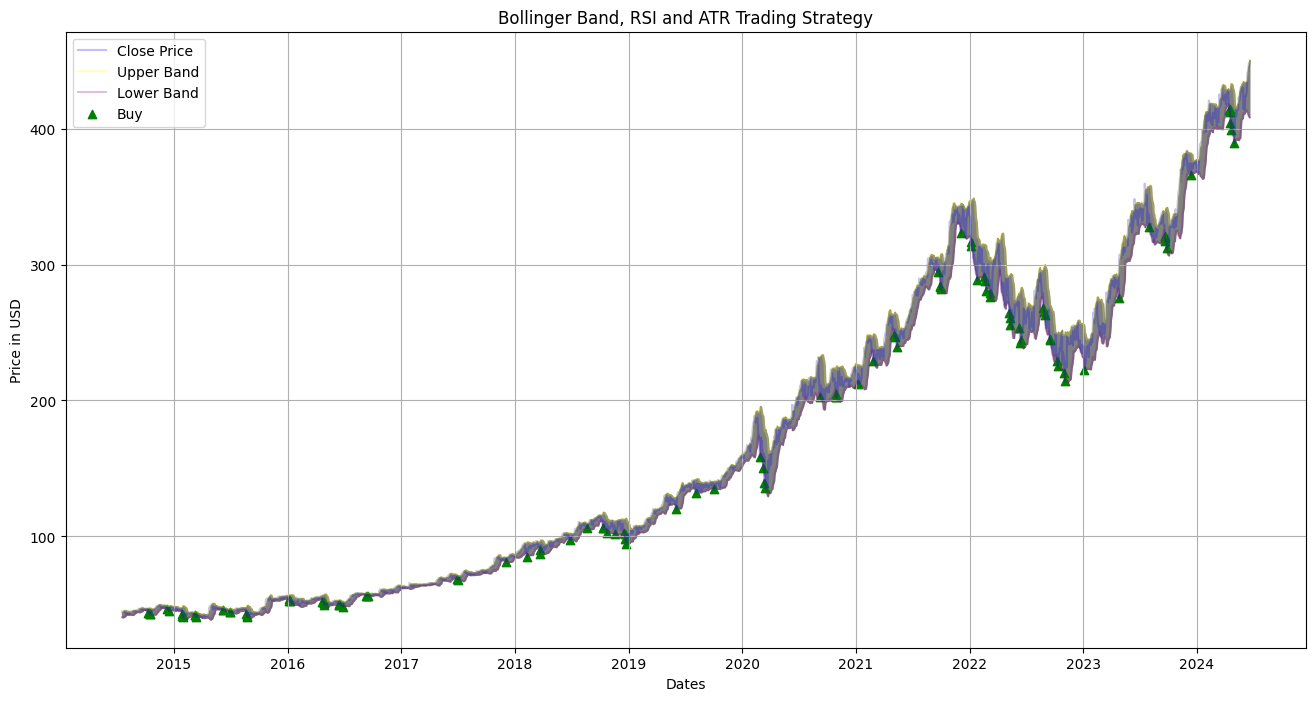 Bollinger Band, RSI and ATR Trading Strategy
Close Price
Upper Band
Lower Band
Buy
Price in USD
400
300
200
100
2015 2016 2017 2018 2019 2020 2021 2022 2023 2024
Dates